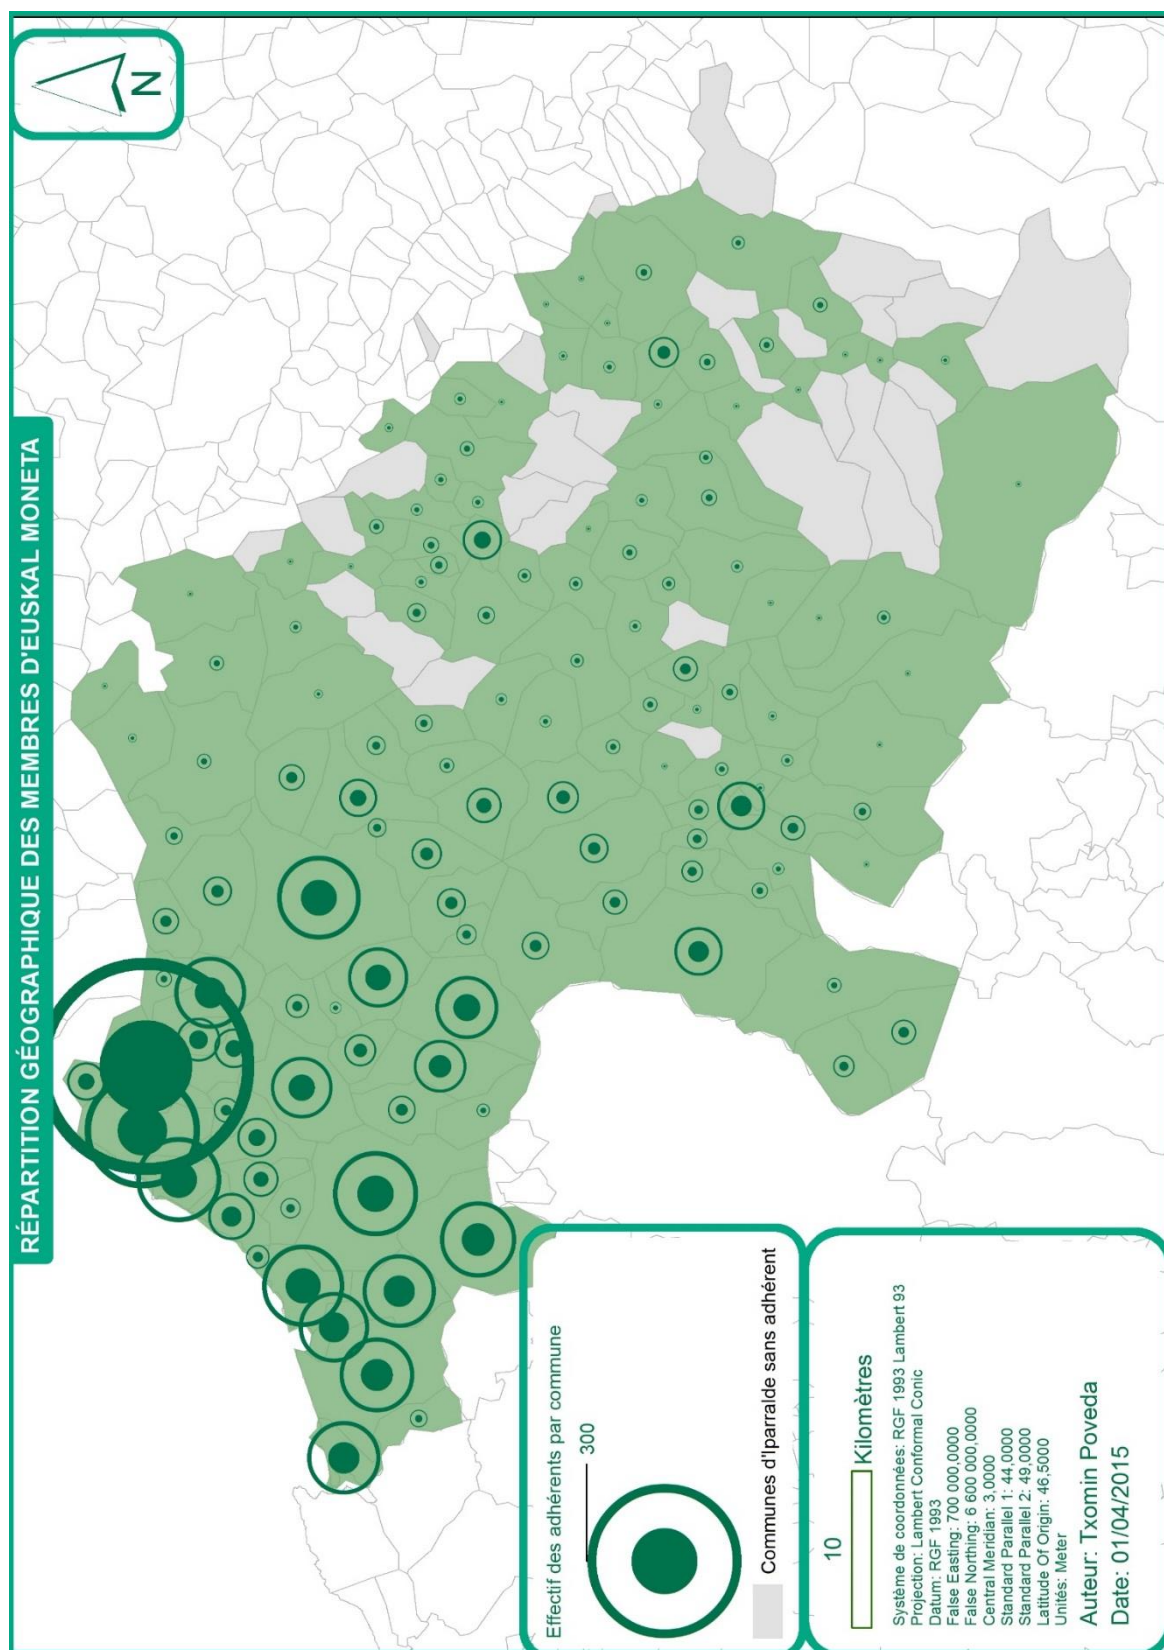 RÉPARTITION GÉOGRAPHIQUE DES MEMBRES D'EUSKAL MONETA
N
Effectif des adhérents par commune
300
Communes d'Iparralde sans adhérent
10
Kilomètres
Système de coordonnées: RGF 1993 Lambert 93
Projection: Lambert Conformal Conic
Datum: RGF 1993
False Easting: 700 000,0000
False Northing: 6 600 000,0000
Central Meridian: 3,0000
Standard Parallel 1: 44,0000
Standard Parallel 2: 49,0000
Latitude Of Origin: 46,5000
Unités: Meter
Auteur: Txomin Poveda
Date: 01/04/2015